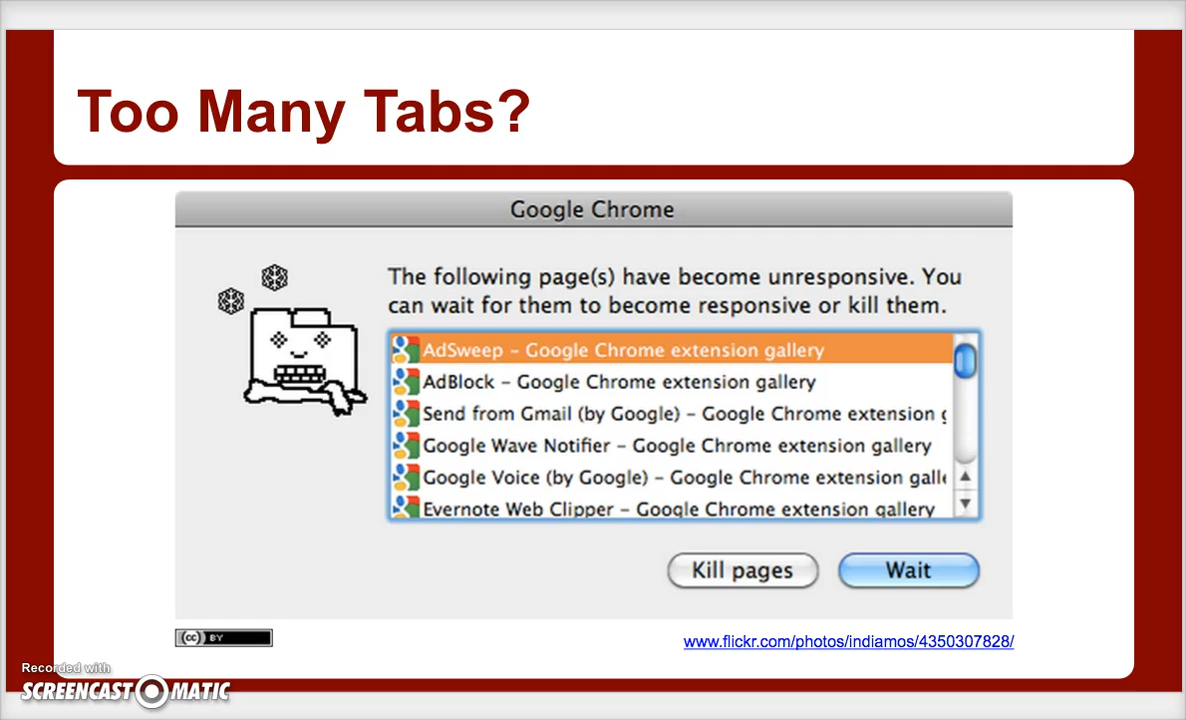 Too Many Tabs?
Google Chrome
The following page(s) have become unresponsive. You
can wait for them to become responsive or kill them.
AdSweep – Google Chrome extension gallery
AdBlock – Google Chrome extension gallery
Send from Gmail (by Google) – Google Chrome extension g
Google Wave Notifier – Google Chrome extension gallery
Google Voice (by Google) – Google Chrome extension galle
Evernote Web Clipper – Google Chrome extension gallery
Kill pages
Wait
(cc) BY
www.flickr.com/photos/indiamos/4350307828/
Recorded with
SCREENCAST-O-MATIC